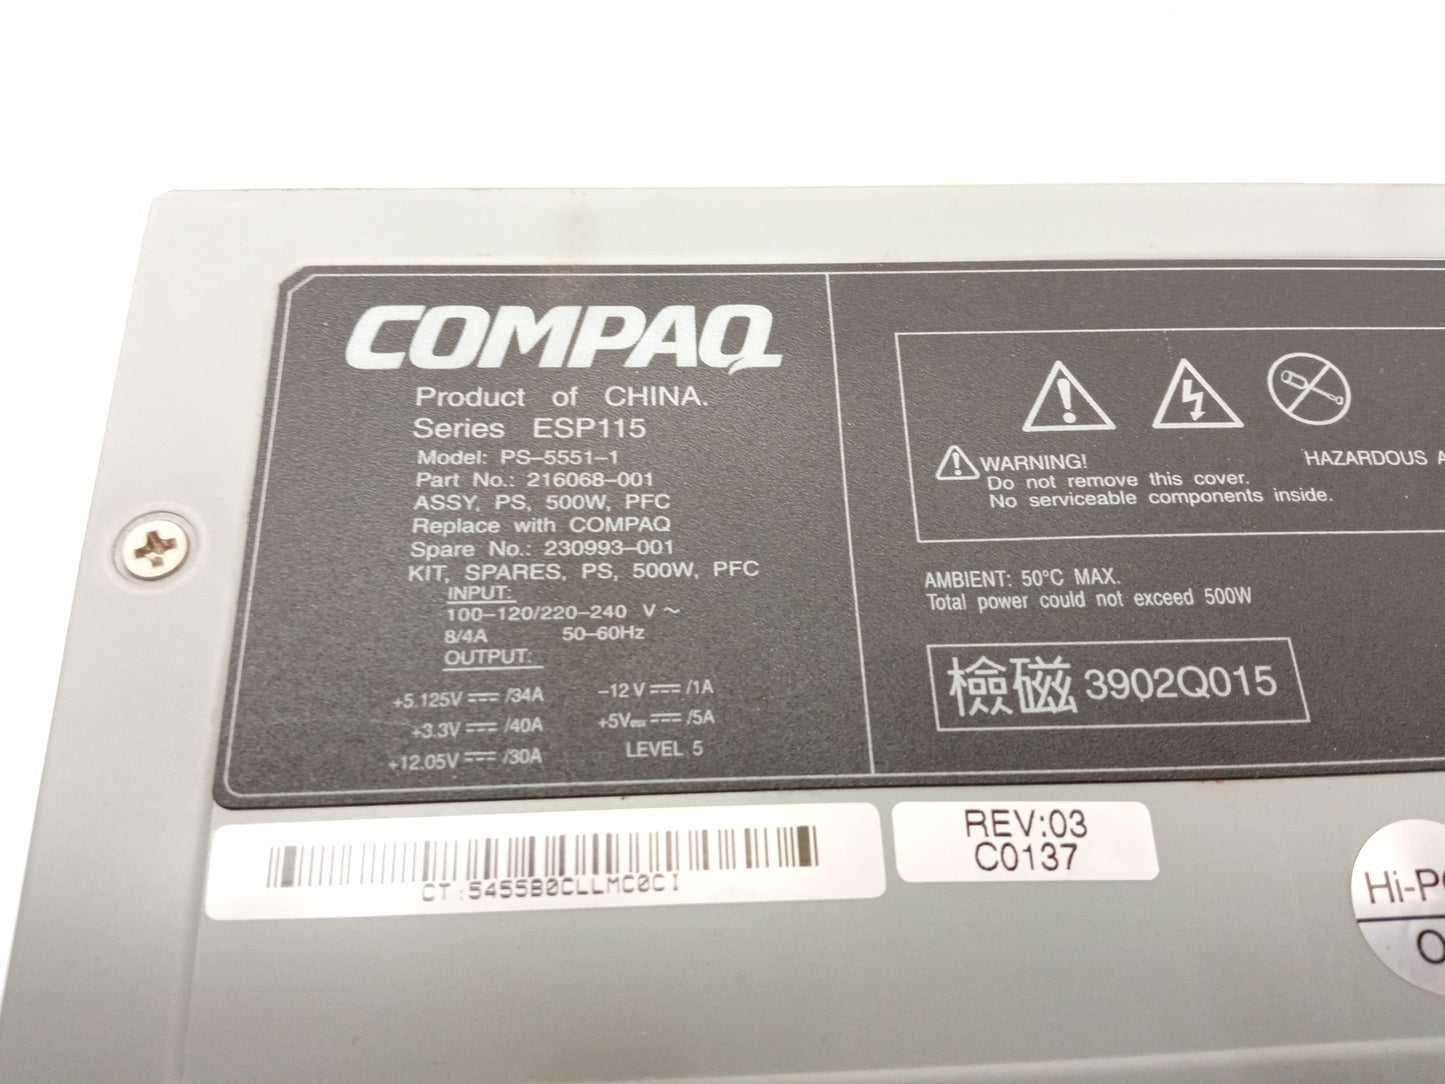 COMPAQ
Product of CHINA.
Series ESP115
Model: PS-5551-1
Part No.: 216068-001
ASSY, PS, 500W, PFC
Replace with COMPAQ
Spare No.: 230993-001
KIT, SPARES, PS, 500W, PFC
INPUT:
100-120/220-240 V ~
8/4A 50-60Hz
OUTPUT:
+5.125V ⎓ /34A
+3.3V ⎓ /40A
+12.05V ⎓ /30A
-12V ⎓ /1A
+5Vaux ⎓ /5A
LEVEL 5
WARNING!
Do not remove this cover.
No serviceable components inside.
HAZARDOUS A
AMBIENT: 50°C MAX.
Total power could not exceed 500W
檢磁 3902Q015
CT:5455B0CLLMC0CI
REV:03
C0137
Hi-P